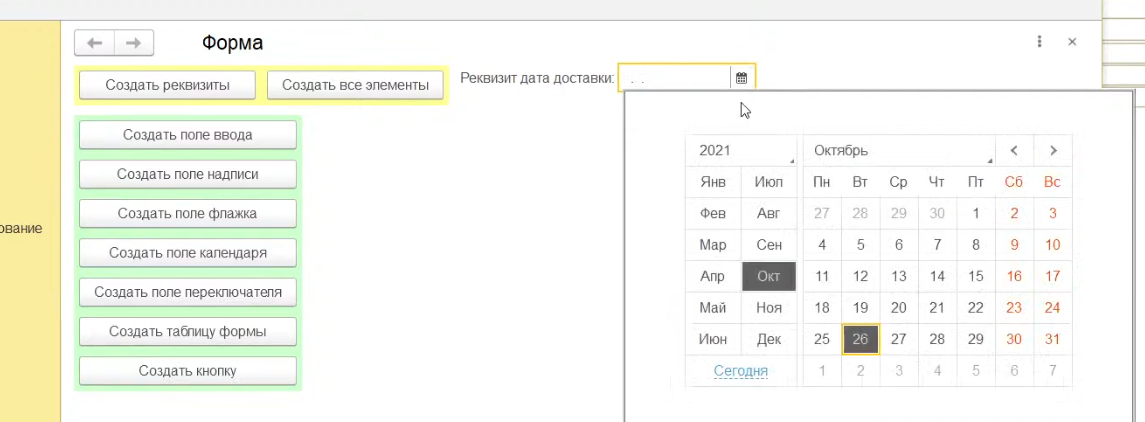 Форма
Создать реквизиты Создать все элементы Реквизит дата доставки: . .
Создать поле ввода
Создать поле надписи
Создать поле флажка
Создать поле календаря
Создать поле переключателя
Создать таблицу формы
Создать кнопку
ование
2021 Октябрь < >
Янв Июл Пн Вт Ср Чт Пт Сб Вс
Фев Авг 27 28 29 30 1 2 3
Мар Сен 4 5 6 7 8 9 10
Апр Окт 11 12 13 14 15 16 17
Май Ноя 18 19 20 21 22 23 24
Июн Дек 25 26 27 28 29 30 31
Сегодня 1 2 3 4 5 6 7